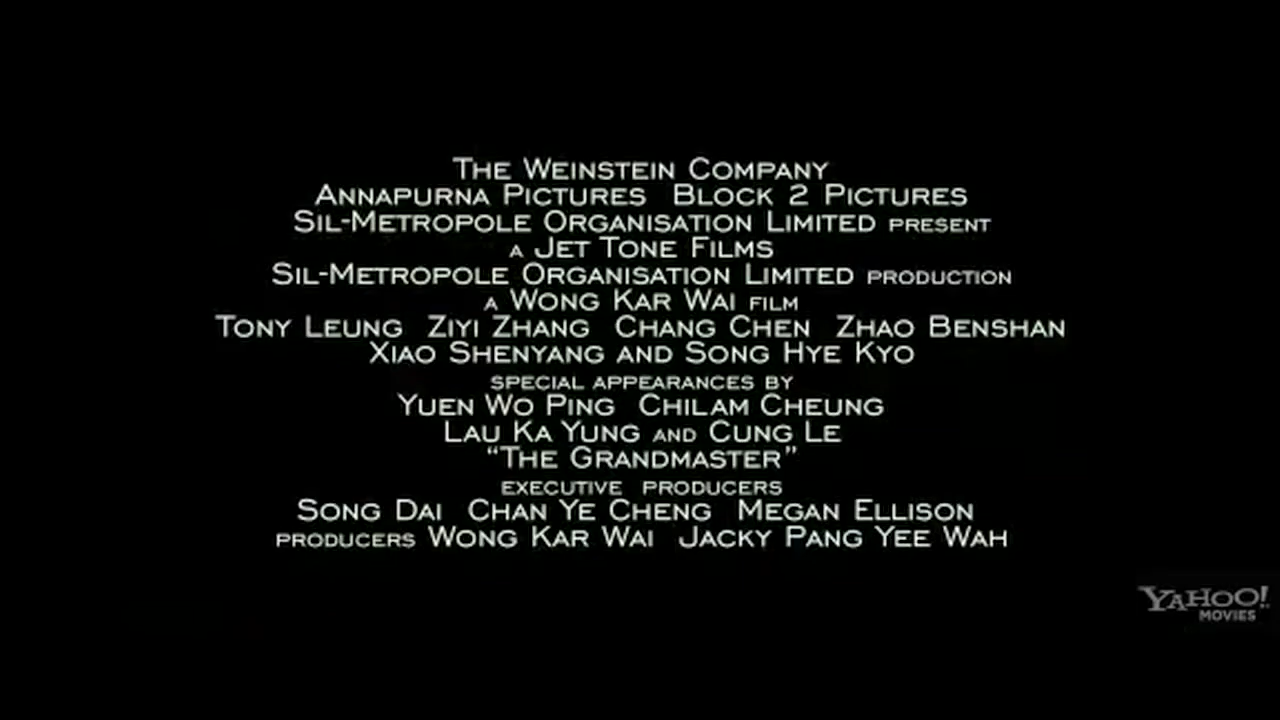 The Weinstein Company
Annapurna Pictures Block 2 Pictures
Sil-Metropole Organisation Limited present
a Jet Tone Films
Sil-Metropole Organisation Limited production
a Wong Kar Wai film
Tony Leung Ziyi Zhang Chang Chen Zhao Benshan
Xiao Shenyang and Song Hye Kyo
special appearances by
Yuen Wo Ping Chilam Cheung
Lau Ka Yung and Cung Le
“The Grandmaster”
executive producers
Song Dai Chan Ye Cheng Megan Ellison
producers Wong Kar Wai Jacky Pang Yee Wah
Yahoo!
Movies